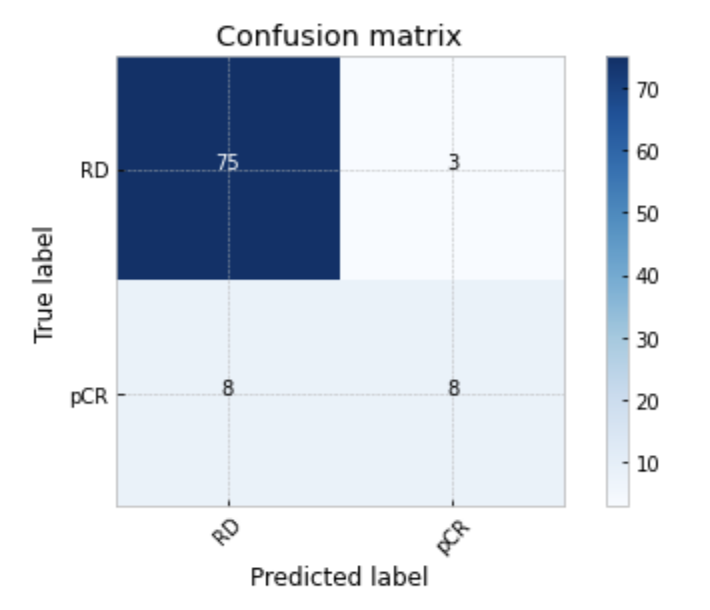 Confusion matrix
RD
75
3
pCR
8
8
RD
pCR
True label
Predicted label
70
60
50
40
30
20
10